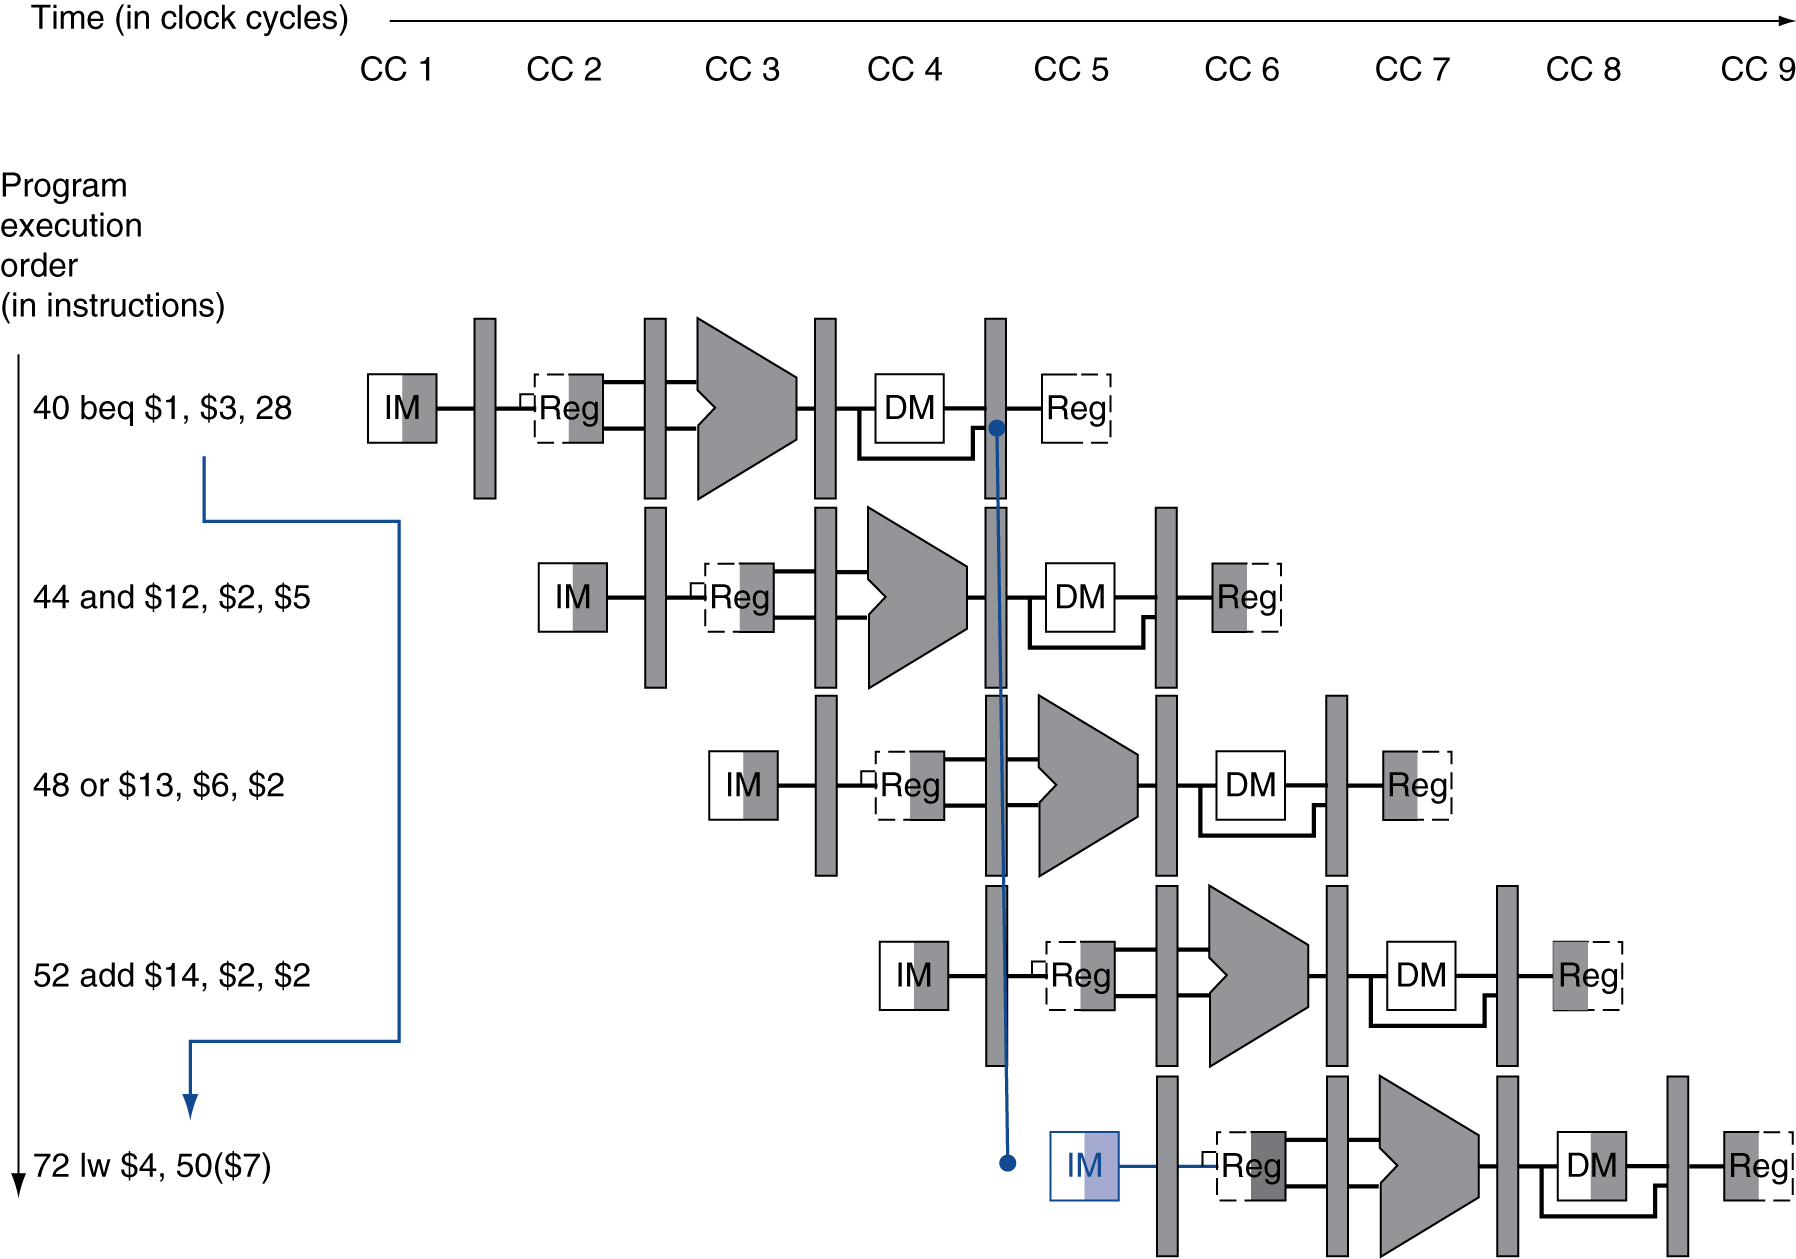 Time (in clock cycles)
CC 1 CC 2 CC 3 CC 4 CC 5 CC 6 CC 7 CC 8 CC 9
Program
execution
order
(in instructions)
40 beq $1, $3, 28
IM Reg DM Reg
44 and $12, $2, $5
IM Reg DM Reg
48 or $13, $6, $2
IM Reg DM Reg
52 add $14, $2, $2
IM Reg DM Reg
72 lw $4, 50($7)
IM Reg DM Reg